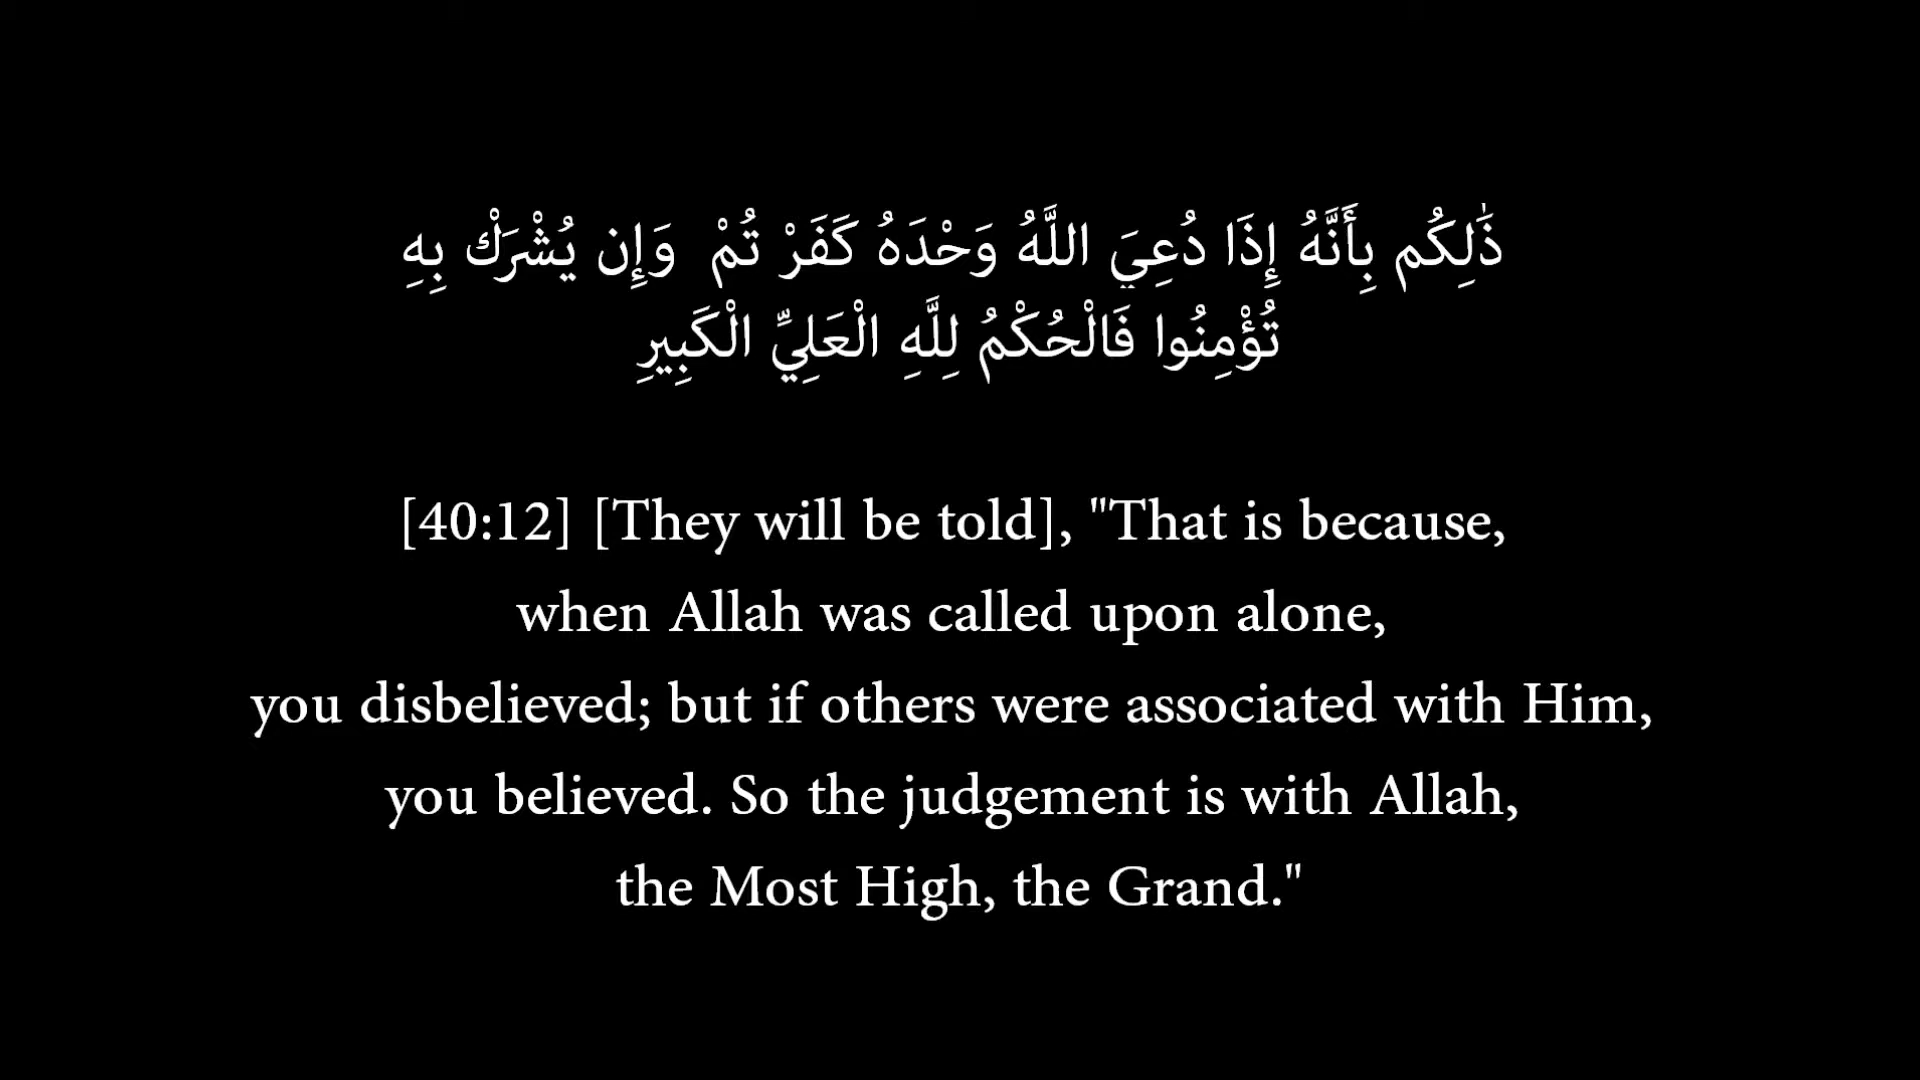 ذَٰلِكُم بِأَنَّهُ إِذَا دُعِيَ اللَّهُ وَحْدَهُ كَفَرْ تُمْ وَإِن يُشْرَكْ بِهِ
تُؤْمِنُوا فَالْحُكْمُ لِلَّهِ الْعَلِيِّ الْكَبِيرِ
[40:12] [They will be told], "That is because,
when Allah was called upon alone,
you disbelieved; but if others were associated with Him,
you believed. So the judgement is with Allah,
the Most High, the Grand."